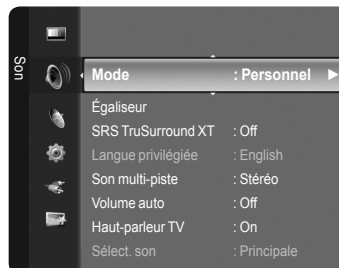 Son
Mode : Personnel
Égaliseur
SRS TruSurround XT : Off
Langue privilégiée : English
Son multi-piste : Stéréo
Volume auto : Off
Haut-parleur TV : On
Sélect. son : Principale